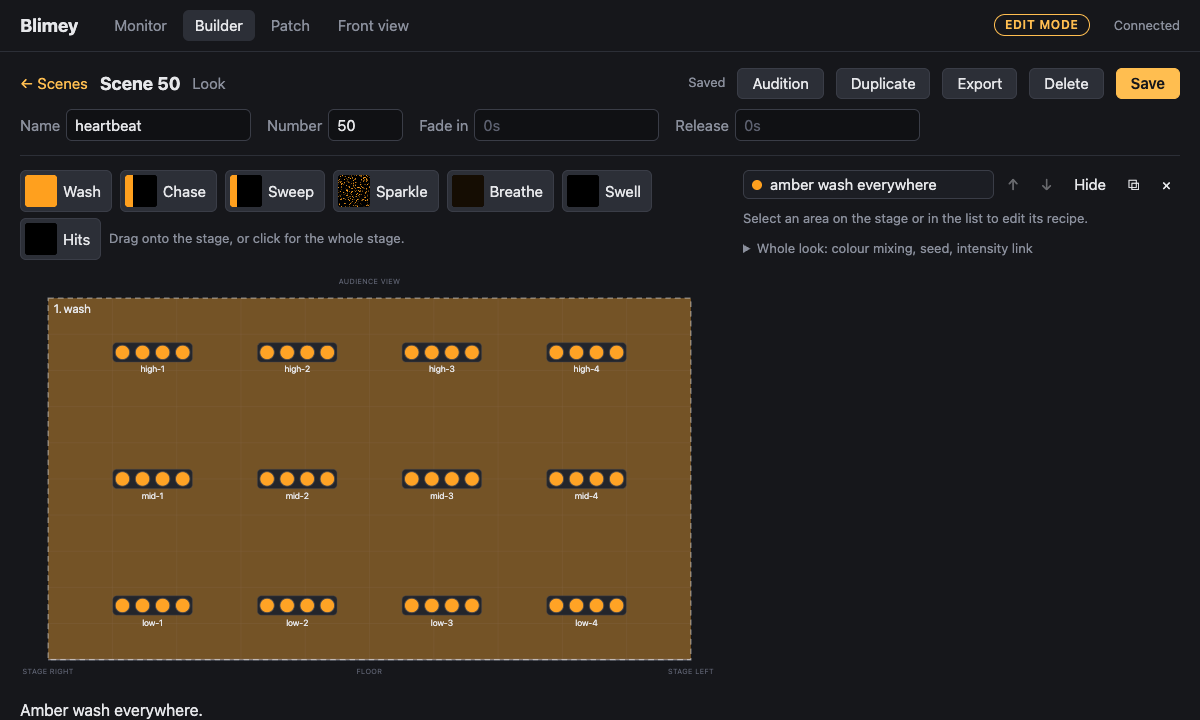 Blimey Monitor Builder Patch Front view EDIT MODE Connected
← Scenes Scene 50 Look Saved Audition Duplicate Export Delete Save
Name heartbeat Number 50 Fade in 0s Release 0s
Wash Chase Sweep Sparkle Breathe Swell
Hits Drag onto the stage, or click for the whole stage.
amber wash everywhere ↑ ↓ Hide ×
Select an area on the stage or in the list to edit its recipe.
▶ Whole look: colour mixing, seed, intensity link
AUDIENCE VIEW
1. wash
high-1 high-2 high-3 high-4
mid-1 mid-2 mid-3 mid-4
low-1 low-2 low-3 low-4
STAGE RIGHT FLOOR STAGE LEFT
Amber wash everywhere.